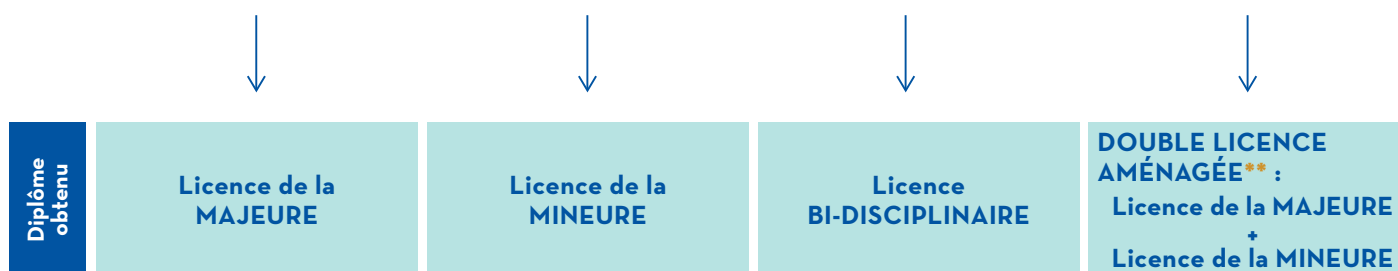 Diplôme
obtenu
Licence de la
MAJEURE
Licence de la
MINEURE
Licence
BI-DISCIPLINAIRE
DOUBLE LICENCE
AMÉNAGÉE** :
Licence de la MAJEURE
+
Licence de la MINEURE